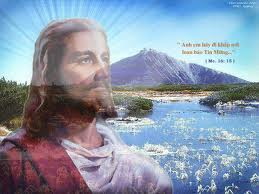 " Anh em hãy đi khắp nơi
loan báo Tin Mừng..."
( Mc. 16: 15 )